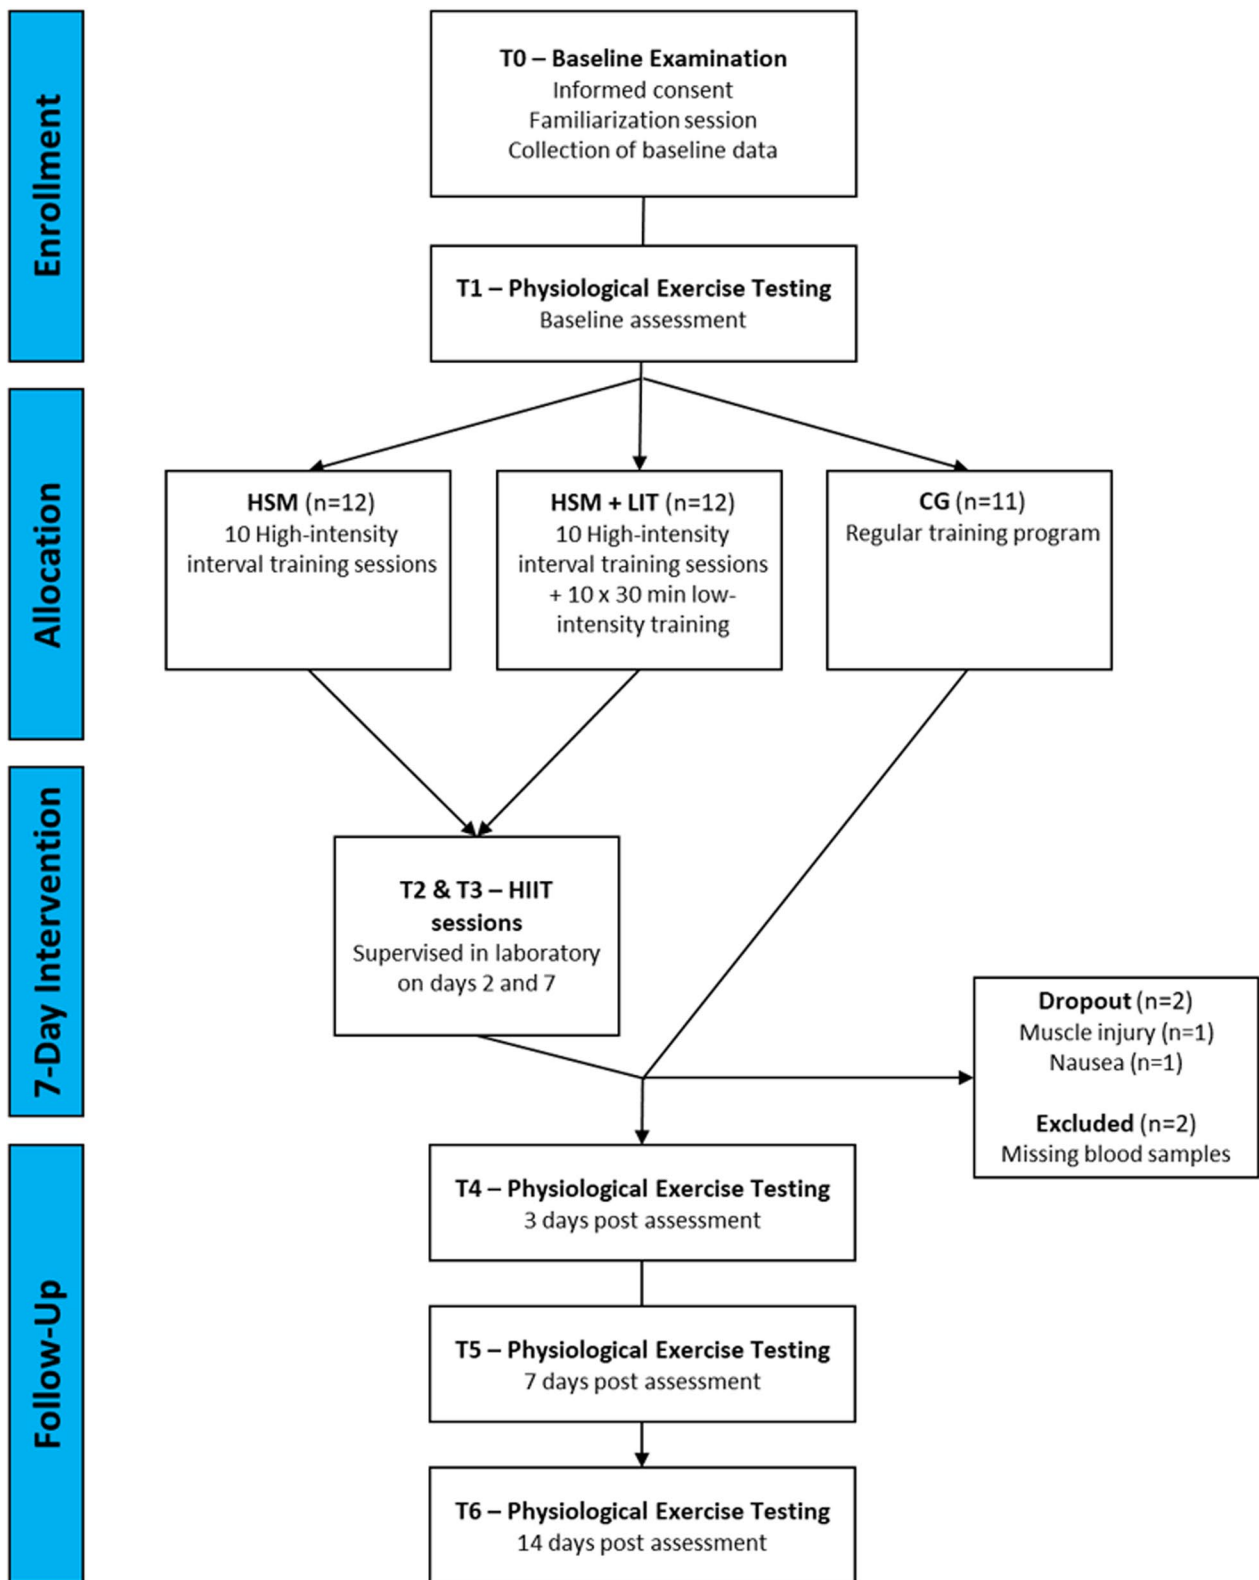 Enrollment
T0 – Baseline Examination
Informed consent
Familiarization session
Collection of baseline data
T1 – Physiological Exercise Testing
Baseline assessment
Allocation
HSM (n=12)
10 High-intensity
interval training sessions
HSM + LIT (n=12)
10 High-intensity
interval training sessions
+ 10 x 30 min low-
intensity training
CG (n=11)
Regular training program
7-Day Intervention
T2 & T3 – HIIT
sessions
Supervised in laboratory
on days 2 and 7
Dropout (n=2)
Muscle injury (n=1)
Nausea (n=1)
Excluded (n=2)
Missing blood samples
Follow-Up
T4 – Physiological Exercise Testing
3 days post assessment
T5 – Physiological Exercise Testing
7 days post assessment
T6 – Physiological Exercise Testing
14 days post assessment